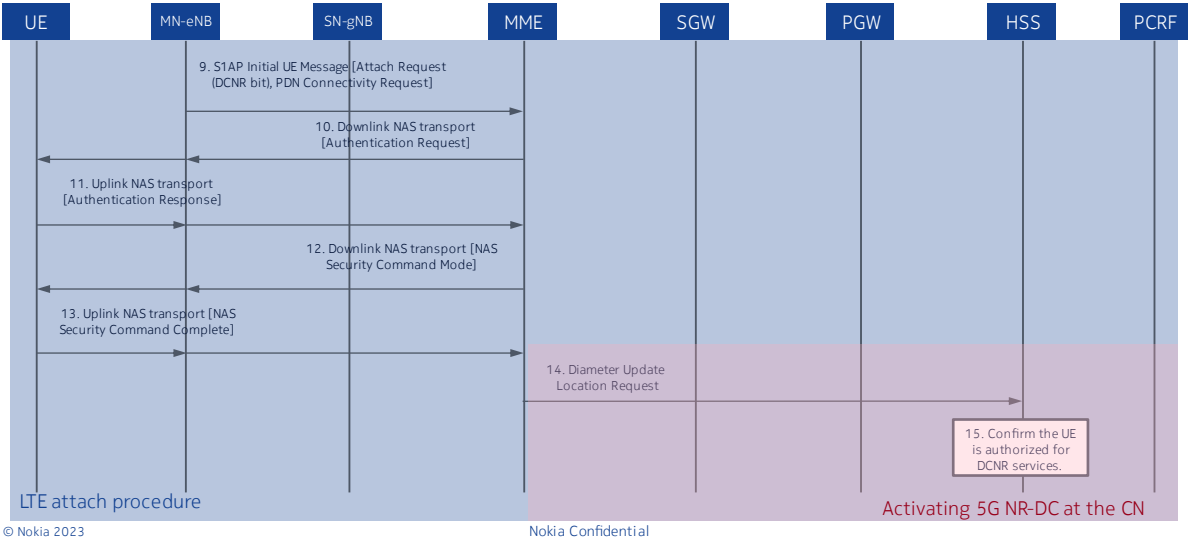 UE
MN-eNB
SN-gNB
MME
SGW
PGW
HSS
PCRF
9. S1AP Initial UE Message [Attach Request
(DCNR bit), PDN Connectivity Request]
10. Downlink NAS transport
[Authentication Request]
11. Uplink NAS transport
[Authentication Response]
12. Downlink NAS transport [NAS
Security Command Mode]
13. Uplink NAS transport [NAS
Security Command Complete]
14. Diameter Update
Location Request
15. Confirm the UE
is authorized for
DCNR services.
LTE attach procedure
Activating 5G NR-DC at the CN
© Nokia 2023
Nokia Confidential